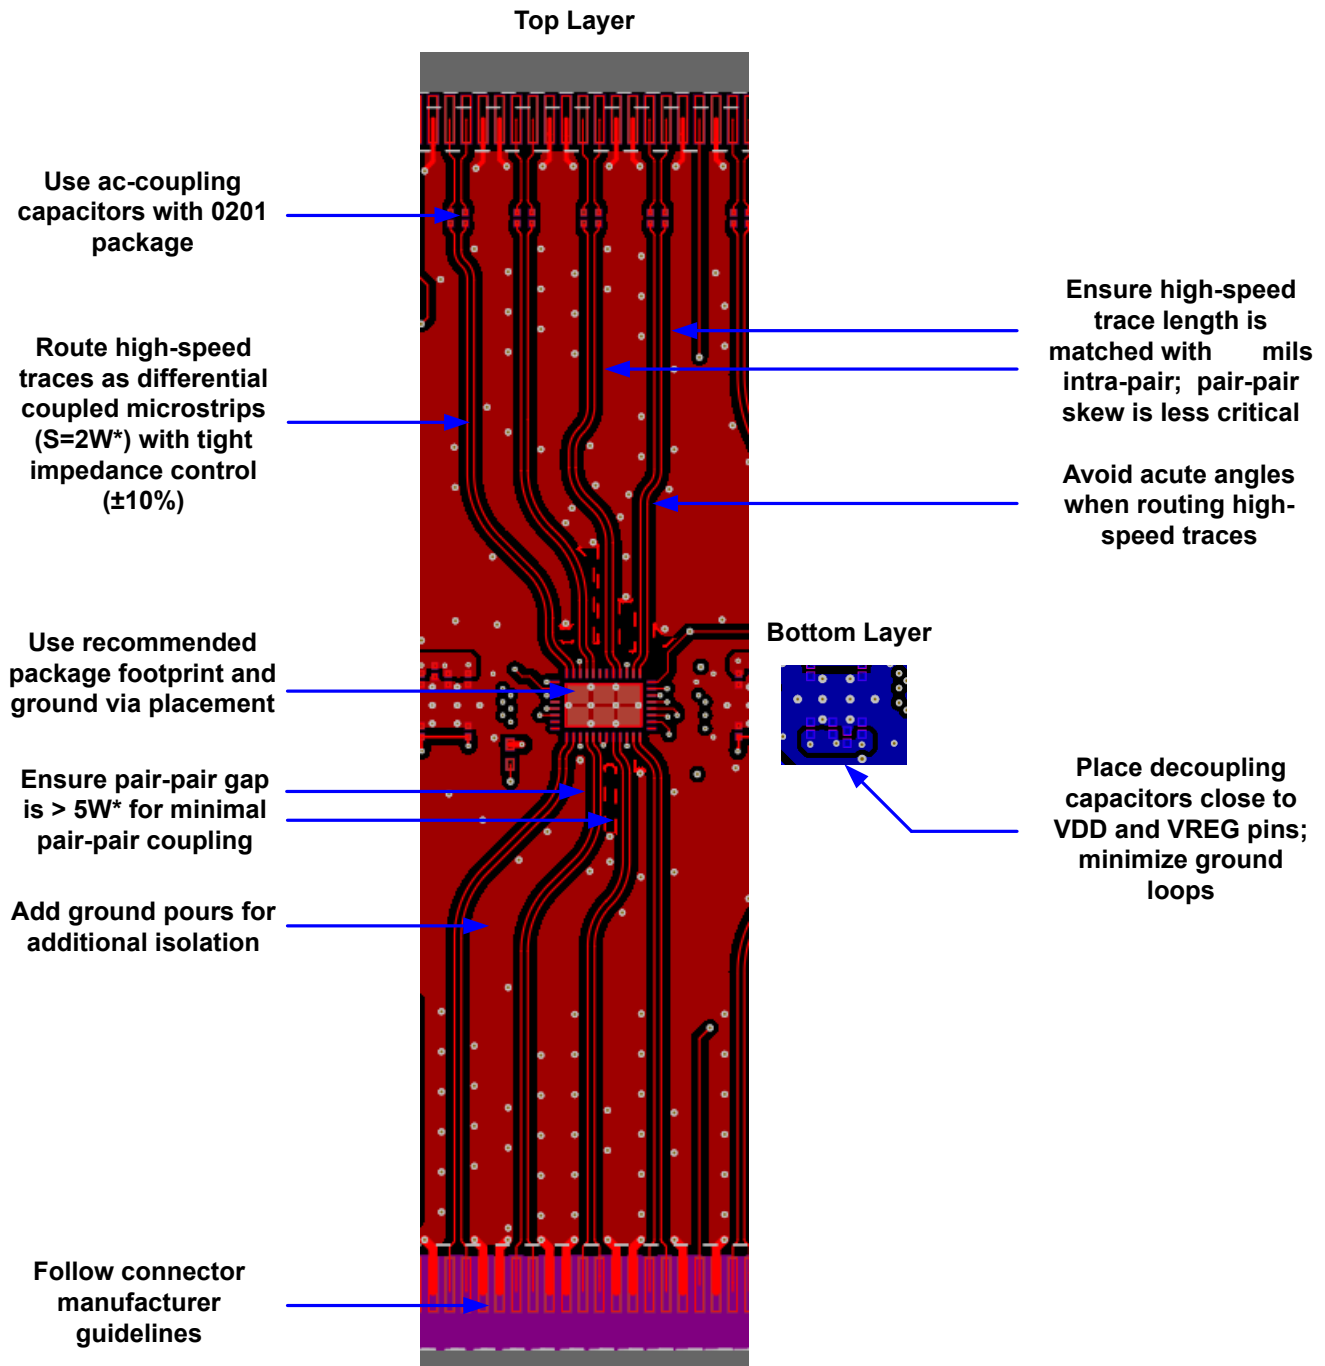 Top Layer
Use ac-coupling
capacitors with 0201
package
Route high-speed
traces as differential
coupled microstrips
(S=2W*) with tight
impedance control
(±10%)
Use recommended
package footprint and
ground via placement
Ensure pair-pair gap
is > 5W* for minimal
pair-pair coupling
Add ground pours for
additional isolation
Follow connector
manufacturer
guidelines
Ensure high-speed
trace length is
matched with mils
intra-pair; pair-pair
skew is less critical
Avoid acute angles
when routing high-
speed traces
Bottom Layer
Place decoupling
capacitors close to
VDD and VREG pins;
minimize ground
loops